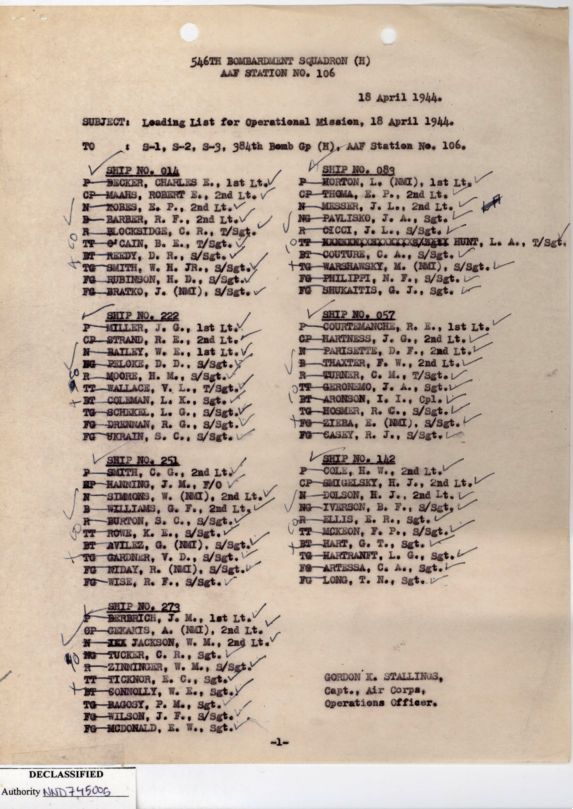 546TH BOMBARDMENT SQUADRON (H)
AAF STATION NO. 106
18 April 1944.
SUBJECT: Loading List for Operational Mission, 18 April 1944.
TO : S-1, S-2, S-3, 384th Bomb Gp (H), AAF Station No. 106.
SHIP NO. 014
P BECKER, CHARLES E., 1st Lt.
CP MAAHS, ROBERT E., 2nd Lt.
N TOBES, E. P., 2nd Lt.
B BARBER, R. F., 2nd Lt.
R BLOCKSIDGE, C. R., T/Sgt.
TT O'CAIN, B. E., T/Sgt.
BT REEDY, D. R., S/Sgt.
TG SMITH, W. H. JR., S/Sgt.
FG RUBINSON, H. D., S/Sgt.
FG BRATKO, J. (NMI), S/Sgt.
SHIP NO. 222
P MILLER, J. G., 1st Lt.
CP STRAND, R. E., 2nd Lt.
N BAILEY, W. E., 1st Lt.
NG PELOKE, D. D., S/Sgt.
R MOORE, H. M., S/Sgt.
TT WALLACE, V. L., T/Sgt.
BT COLEMAN, L. K., Sgt.
TG SCHEKEL, L. G., S/Sgt.
FG DRENNAN, R. G., S/Sgt.
FG UKRAIN, S. C., S/Sgt.
SHIP NO. 251
P SMITH, C. G., 2nd Lt.
HANNING, J. M., F/O
N SIMMONS, W. (NMI), 2nd Lt.
B WILLIAMS, G. F., 2nd Lt.
R BURTON, S. C., S/Sgt.
TT ROWE, K. E., S/Sgt.
BT AVILEZ, G. (NMI), S/Sgt.
TG GARDNER, V. D., S/Sgt.
FG NIDAY, R. (NMI), S/Sgt.
FG WISE, R. F., S/Sgt.
SHIP NO. 273
P BERBRICH, J. M., 1st Lt.
CP GEKAKIS, A. (NMI), 2nd Lt.
N JACKSON, W. M., 2nd Lt.
NG TUCKER, C. R., Sgt.
R ZINNINGER, W. M., S/Sgt.
TT TICKNOR, E. C., Sgt.
BT CONNOLLY, W. E., Sgt.
TG RAGOSY, P. M., Sgt.
FG WILSON, J. F., S/Sgt.
FG MCDONALD, E. W., Sgt.
SHIP NO. 089
P HORTON, L. (NMI), 1st Lt.
CP THOMA, E. P., 2nd Lt.
N MESSER, J. L., 2nd Lt.
NG PAVLISKO, J. A., Sgt.
R CICCI, J. L., S/Sgt.
TT HUNT, L. A., T/Sgt.
BT COUTURE, C. A., S/Sgt.
TG WARSHAWSKY, M. (NMI), S/Sgt.
FG PHILIPPI, N. F., S/Sgt.
FG SHUKAITIS, G. J., Sgt.
SHIP NO. 057
P COURTEMANCHE, R. E., 1st Lt.
CP HARTNESS, J. G., 2nd Lt.
N PARISETTE, D. F., 2nd Lt.
B THAXTER, F. W., 2nd Lt.
R TURNER, C. M., T/Sgt.
TT GERONEMO, J. A., Sgt.
BT ARONSON, I. I., Cpl.
TG HOSMER, R. C., S/Sgt.
FG ZIEBA, E. (NMI), S/Sgt.
FG CASEY, R. J., S/Sgt.
SHIP NO. 142
P COLE, H. W., 2nd Lt.
CP SMIGELSKY, H. J., 2nd Lt.
N DOLSON, H. J., 2nd Lt.
NG IVERSON, B. F., S/Sgt,
R ELLIS, E. R., Sgt.
TT MCKEON, F. P., S/Sgt.
BT HART, G. T., Sgt.
TG HARTRANFT, L. G., Sgt.
FG ARTESSA, C. A., Sgt.
FG LONG, T. N., Sgt.
GORDON K. STALLINGS,
Capt., Air Corps,
Operations Officer.
-1-
DECLASSIFIED
Authority NND745005